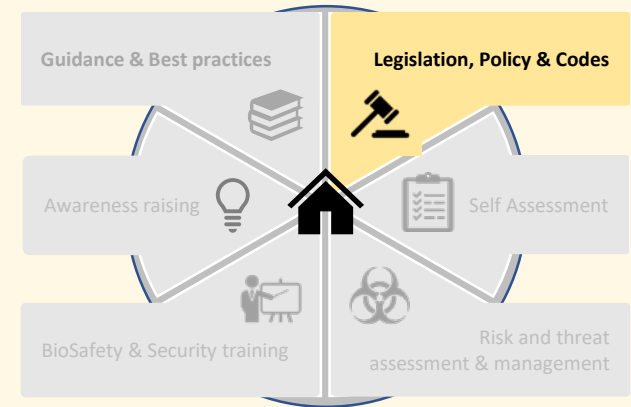 Guidance & Best practices
Legislation, Policy & Codes
Awareness raising
Self Assessment
BioSafety & Security training
Risk and threat
assessment & management